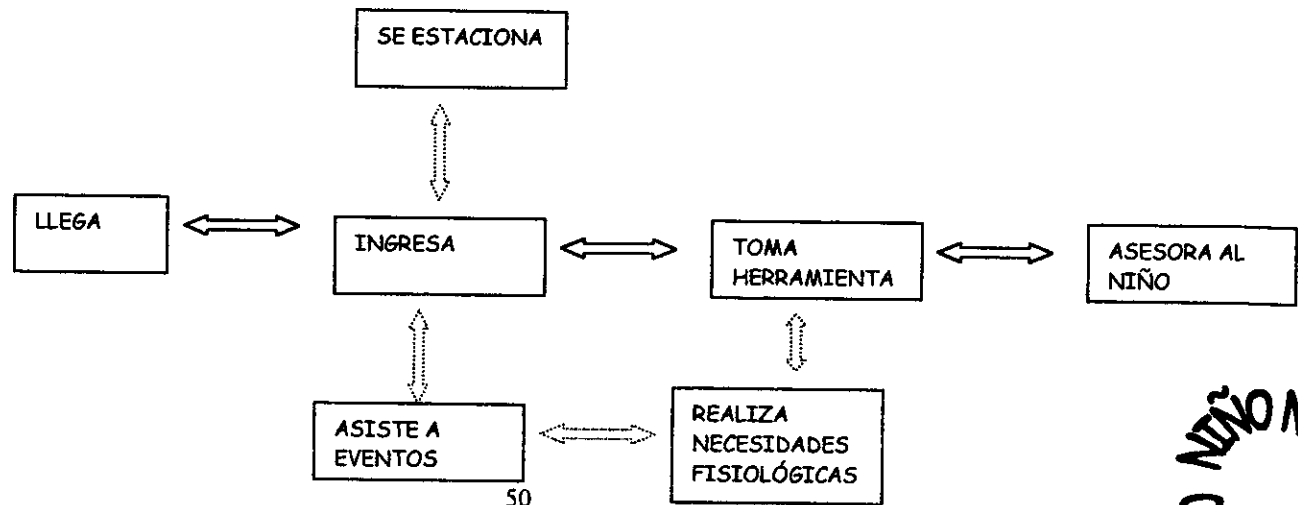 SE ESTACIONA
LLEGA
INGRESA
TOMA
HERRAMIENTA
ASESORA AL
NIÑO
ASISTE A
EVENTOS
REALIZA
NECESIDADES
FISIOLÓGICAS
50
NIÑO